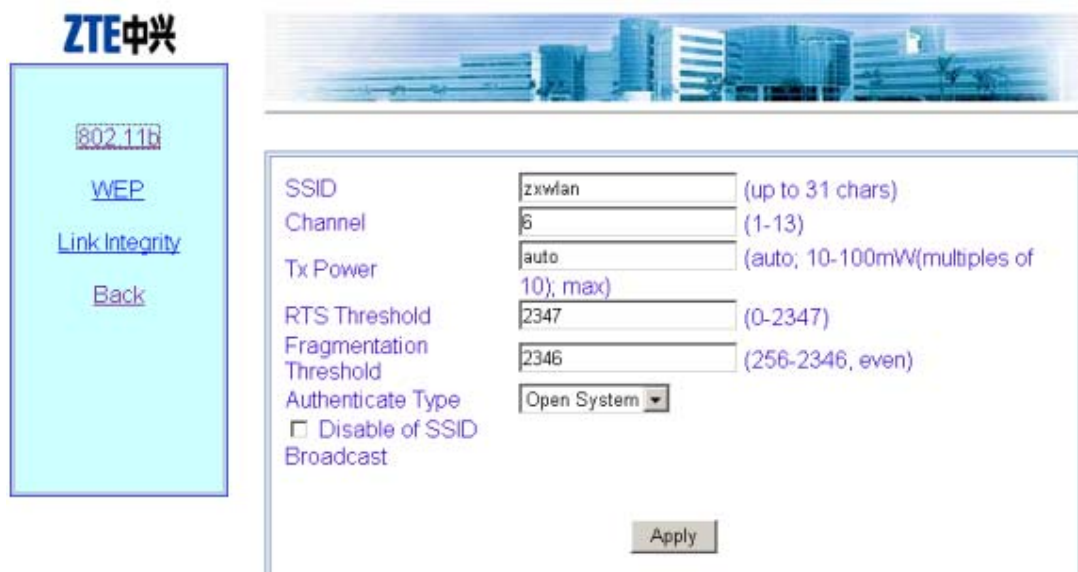 ZTE中兴
802.11b
WEP
Link Integrity
Back
SSID zxwlan (up to 31 chars)
Channel 6 (1-13)
Tx Power auto (auto; 10-100mW(multiples of
10); max)
RTS Threshold 2347 (0-2347)
Fragmentation
Threshold 2346 (256-2346, even)
Authenticate Type Open System
Disable of SSID
Broadcast
Apply